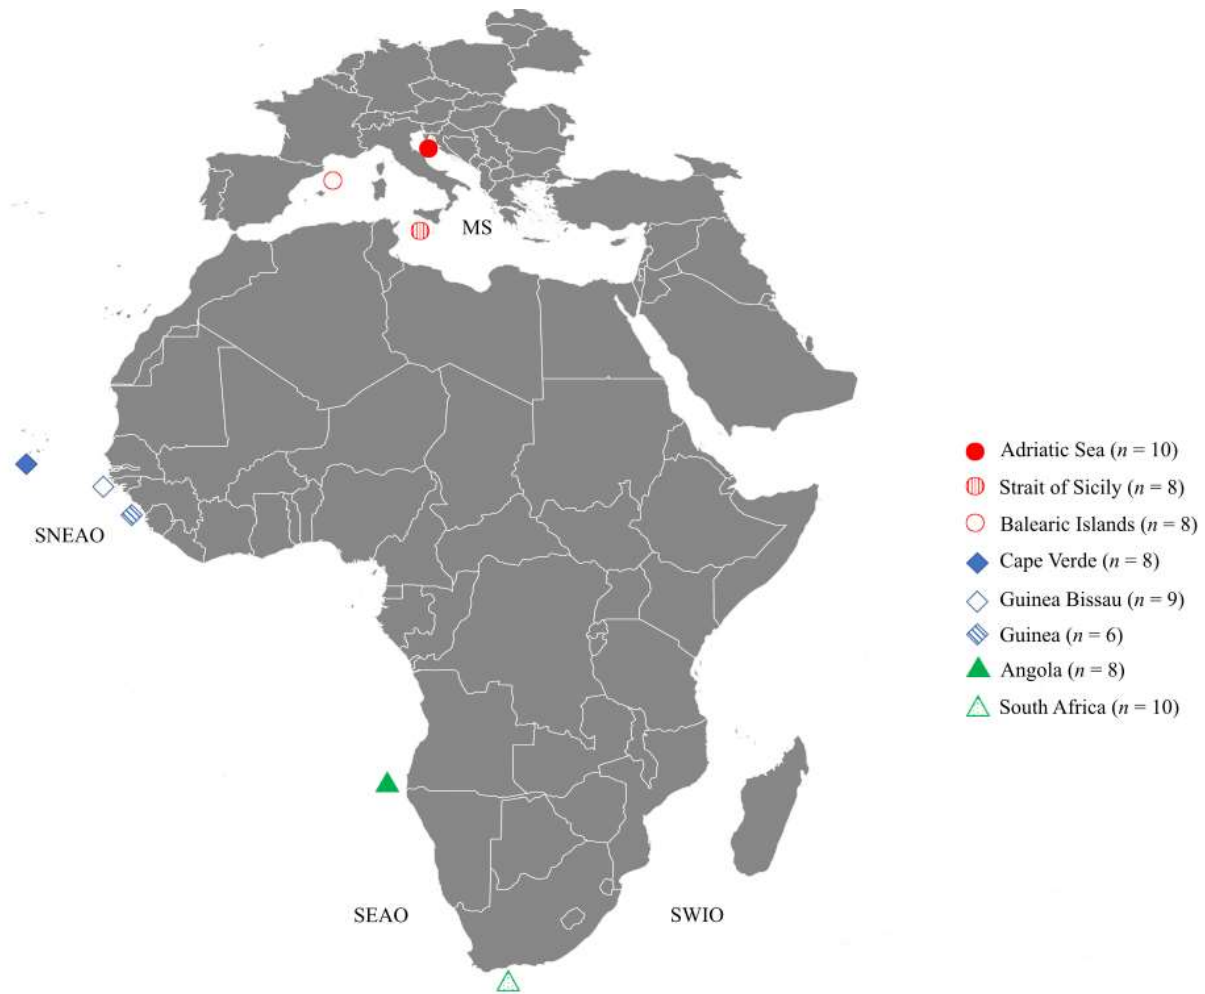 MS
SNEAO
SEAO
SWIO
Adriatic Sea (n = 10)
Strait of Sicily (n = 8)
Balearic Islands (n = 8)
Cape Verde (n = 8)
Guinea Bissau (n = 9)
Guinea (n = 6)
Angola (n = 8)
South Africa (n = 10)